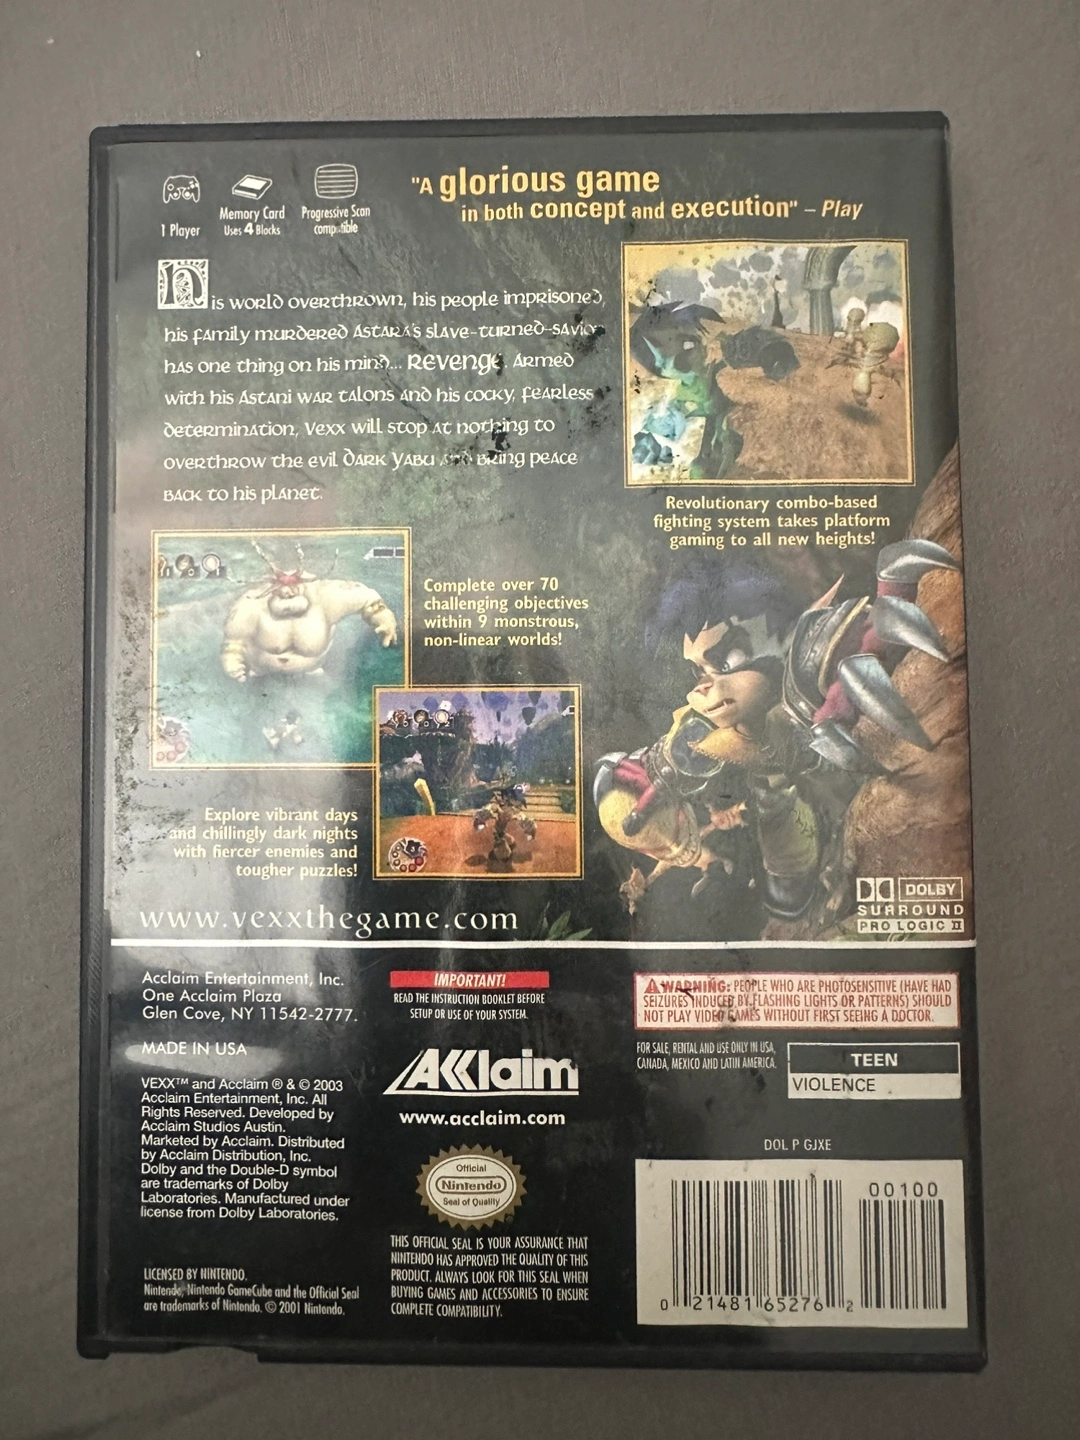 1 Player
Memory Card
Uses 4 Blocks
Progressive Scan
compatible
"A glorious game
in both concept and execution" – Play
His world overthrown, his people imprisoned,
his family murdered Astara's slave-turned-savior
has one thing on his mind... revenge. Armed
with his Astani war talons and his cocky, fearless
determination, Vexx will stop at nothing to
overthrow the evil Dark Yabu and bring peace
back to his planet.
Revolutionary combo-based
fighting system takes platform
gaming to all new heights!
Complete over 70
challenging objectives
within 9 monstrous,
non-linear worlds!
Explore vibrant days
and chillingly dark nights
with fiercer enemies and
tougher puzzles!
www.vexxthegame.com
DOLBY
SURROUND
PRO LOGIC II
Acclaim Entertainment, Inc.
One Acclaim Plaza
Glen Cove, NY 11542-2777.
MADE IN USA
VEXX™ and Acclaim ® & © 2003
Acclaim Entertainment, Inc. All
Rights Reserved. Developed by
Acclaim Studios Austin.
Marketed by Acclaim. Distributed
by Acclaim Distribution, Inc.
Dolby and the Double-D symbol
are trademarks of Dolby
Laboratories. Manufactured under
license from Dolby Laboratories.
LICENSED BY NINTENDO.
Nintendo, Nintendo GameCube and the Official Seal
are trademarks of Nintendo. © 2001 Nintendo.
IMPORTANT!
READ THE INSTRUCTION BOOKLET BEFORE
SETUP OR USE OF YOUR SYSTEM.
Acclaim
www.acclaim.com
Official
Nintendo
Seal of Quality
THIS OFFICIAL SEAL IS YOUR ASSURANCE THAT
NINTENDO HAS APPROVED THE QUALITY OF THIS
PRODUCT. ALWAYS LOOK FOR THIS SEAL WHEN
BUYING GAMES AND ACCESSORIES TO ENSURE
COMPLETE COMPATIBILITY.
WARNING: PEOPLE WHO ARE PHOTOSENSITIVE (HAVE HAD
SEIZURES INDUCED BY FLASHING LIGHTS OR PATTERNS) SHOULD
NOT PLAY VIDEO GAMES WITHOUT FIRST SEEING A DOCTOR.
FOR SALE, RENTAL AND USE ONLY IN USA,
CANADA, MEXICO AND LATIN AMERICA.
TEEN
VIOLENCE
DOL P GJXE
00100
0 21481 65276 2